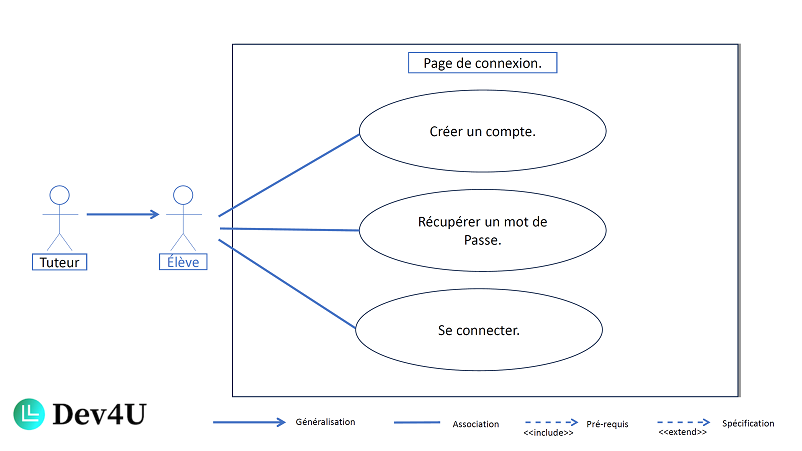 Page de connexion.
Créer un compte.
Récupérer un mot de
Passe.
Se connecter.
Tuteur
Élève
Dev4U
Généralisation
Association
<<include>>
Pré-requis
<<extend>>
Spécification